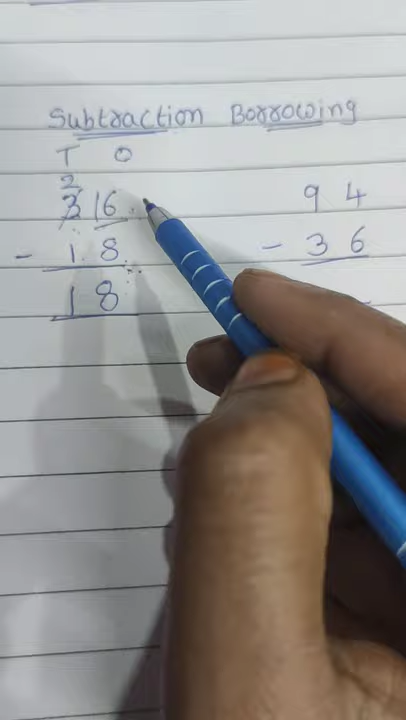 Subtraction Borrowing
T O
2
3 16
- 1 8
1 8
9 4
- 3 6